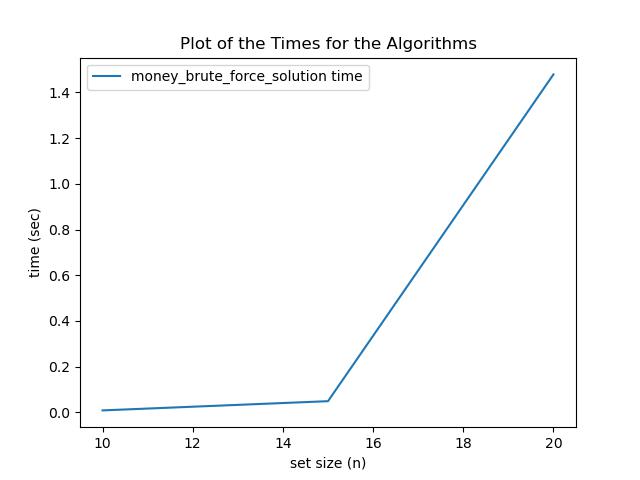 Plot of the Times for the Algorithms
money_brute_force_solution time
1.4
1.2
1.0
0.8
0.6
0.4
0.2
0.0
time (sec)
10 12 14 16 18 20
set size (n)